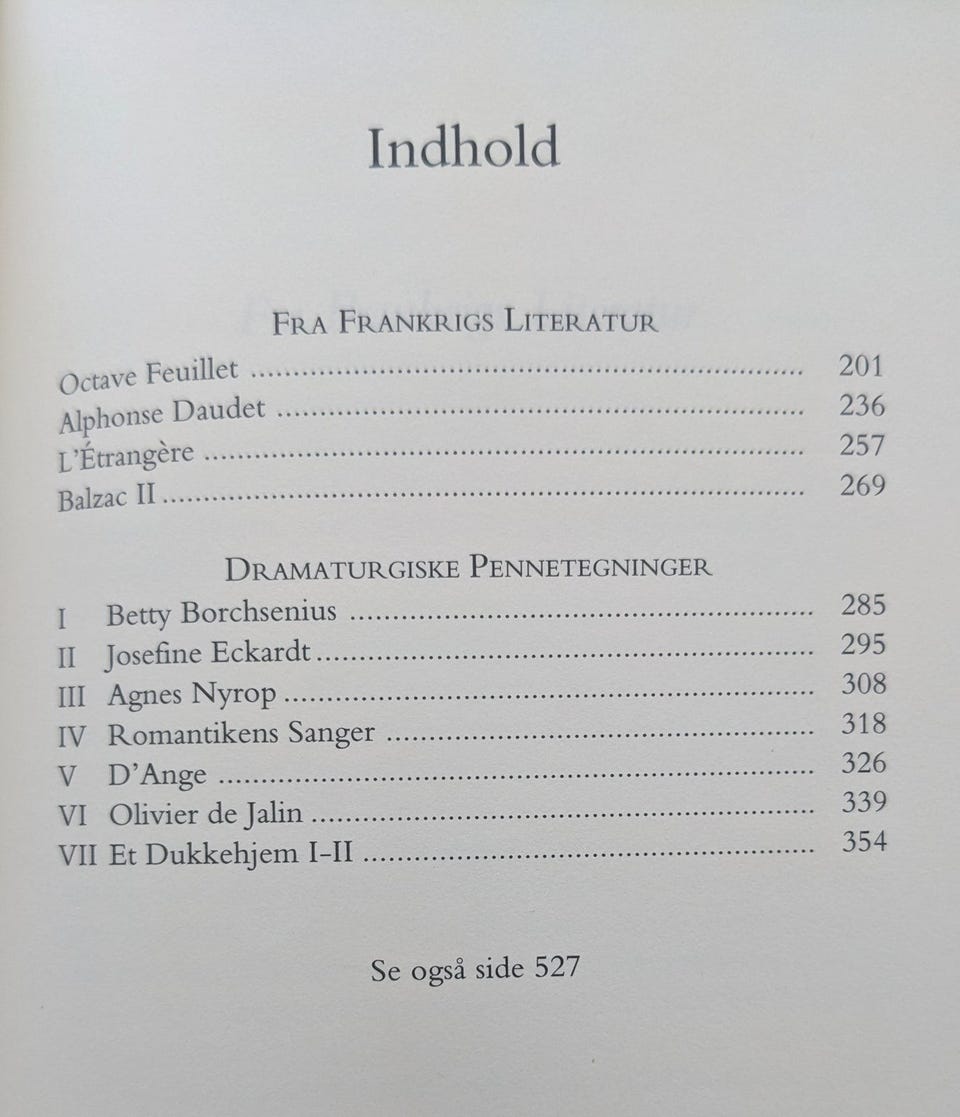 Indhold
FRA FRANKRIGS LITERATUR
Octave Feuillet ........................ 201
Alphonse Daudet ........................ 236
L'Étrangère ........................ 257
Balzac II ........................ 269
DRAMATURGISKE PENNETEGNINGER
I Betty Borchsenius ........................ 285
II Josefine Eckardt ........................ 295
III Agnes Nyrop ........................ 308
IV Romantikens Sanger ........................ 318
V D'Ange ........................ 326
VI Olivier de Jalin ........................ 339
VII Et Dukkehjem I-II ........................ 354
Se også side 527